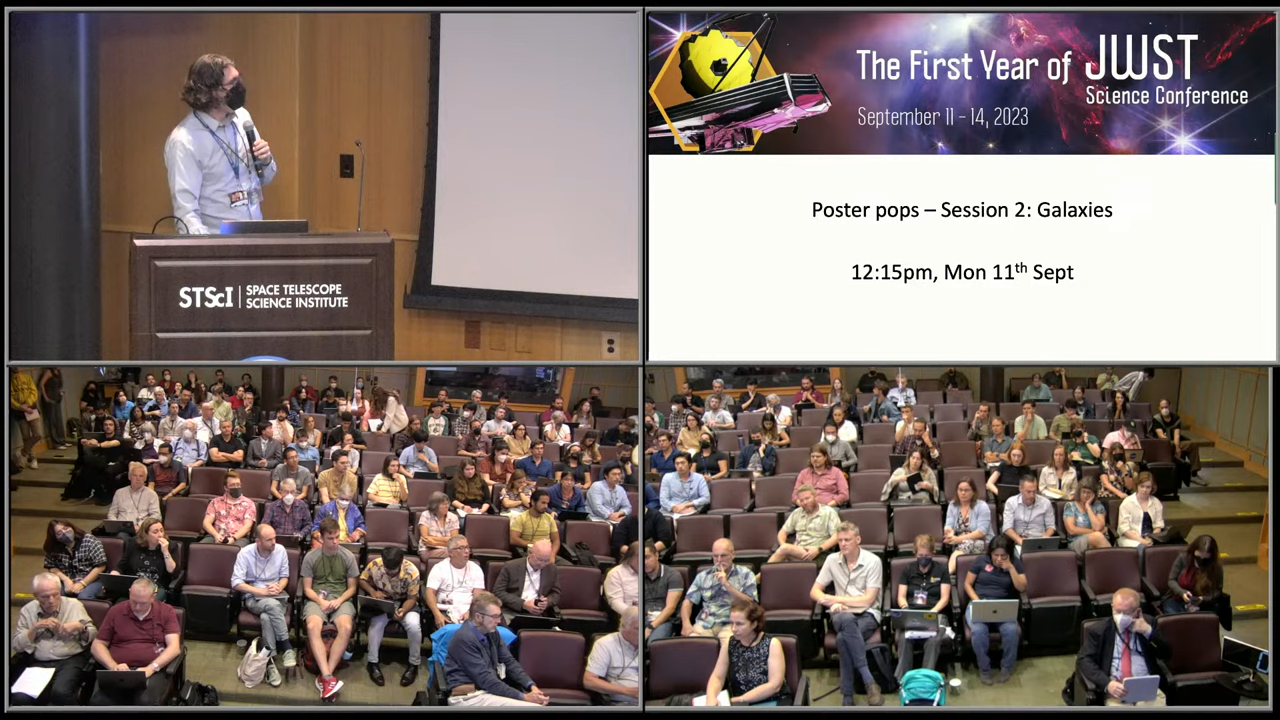 STScI
SPACE TELESCOPE
SCIENCE INSTITUTE
The First Year of JWST
Science Conference
September 11 - 14, 2023
Poster pops – Session 2: Galaxies
12:15pm, Mon 11th Sept